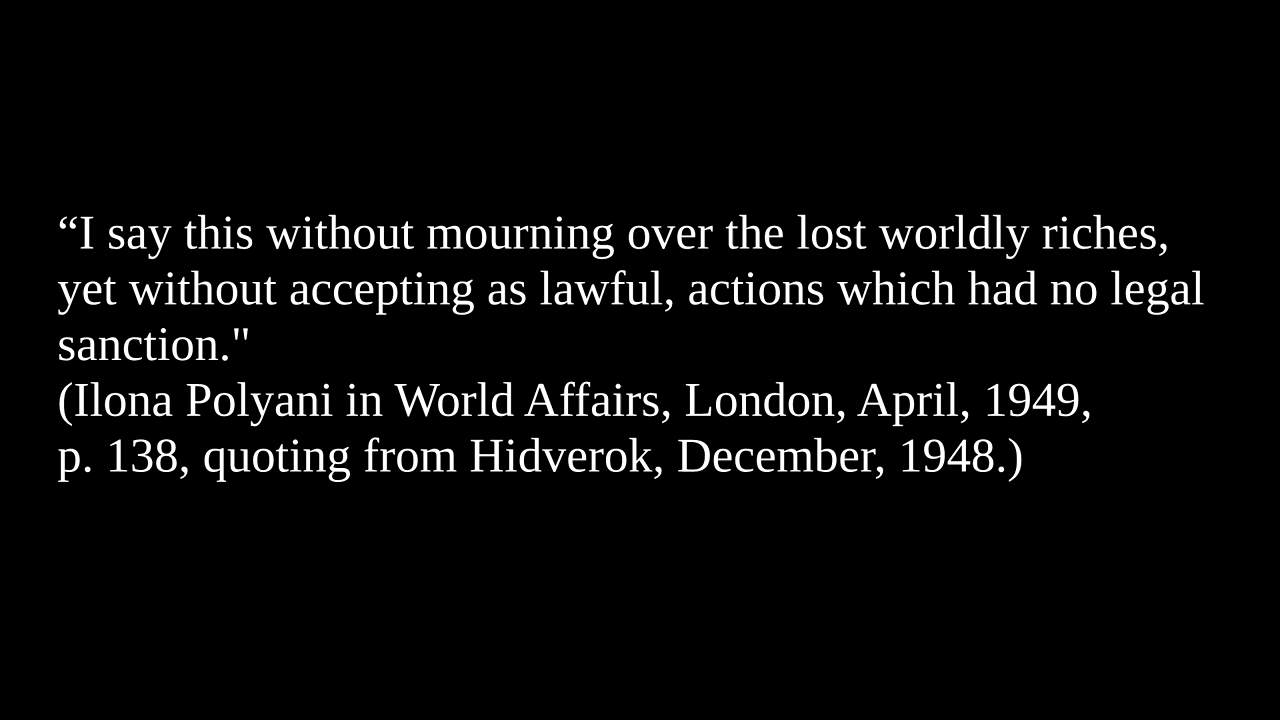 “I say this without mourning over the lost worldly riches,
yet without accepting as lawful, actions which had no legal
sanction."
(Ilona Polyani in World Affairs, London, April, 1949,
p. 138, quoting from Hidverok, December, 1948.)